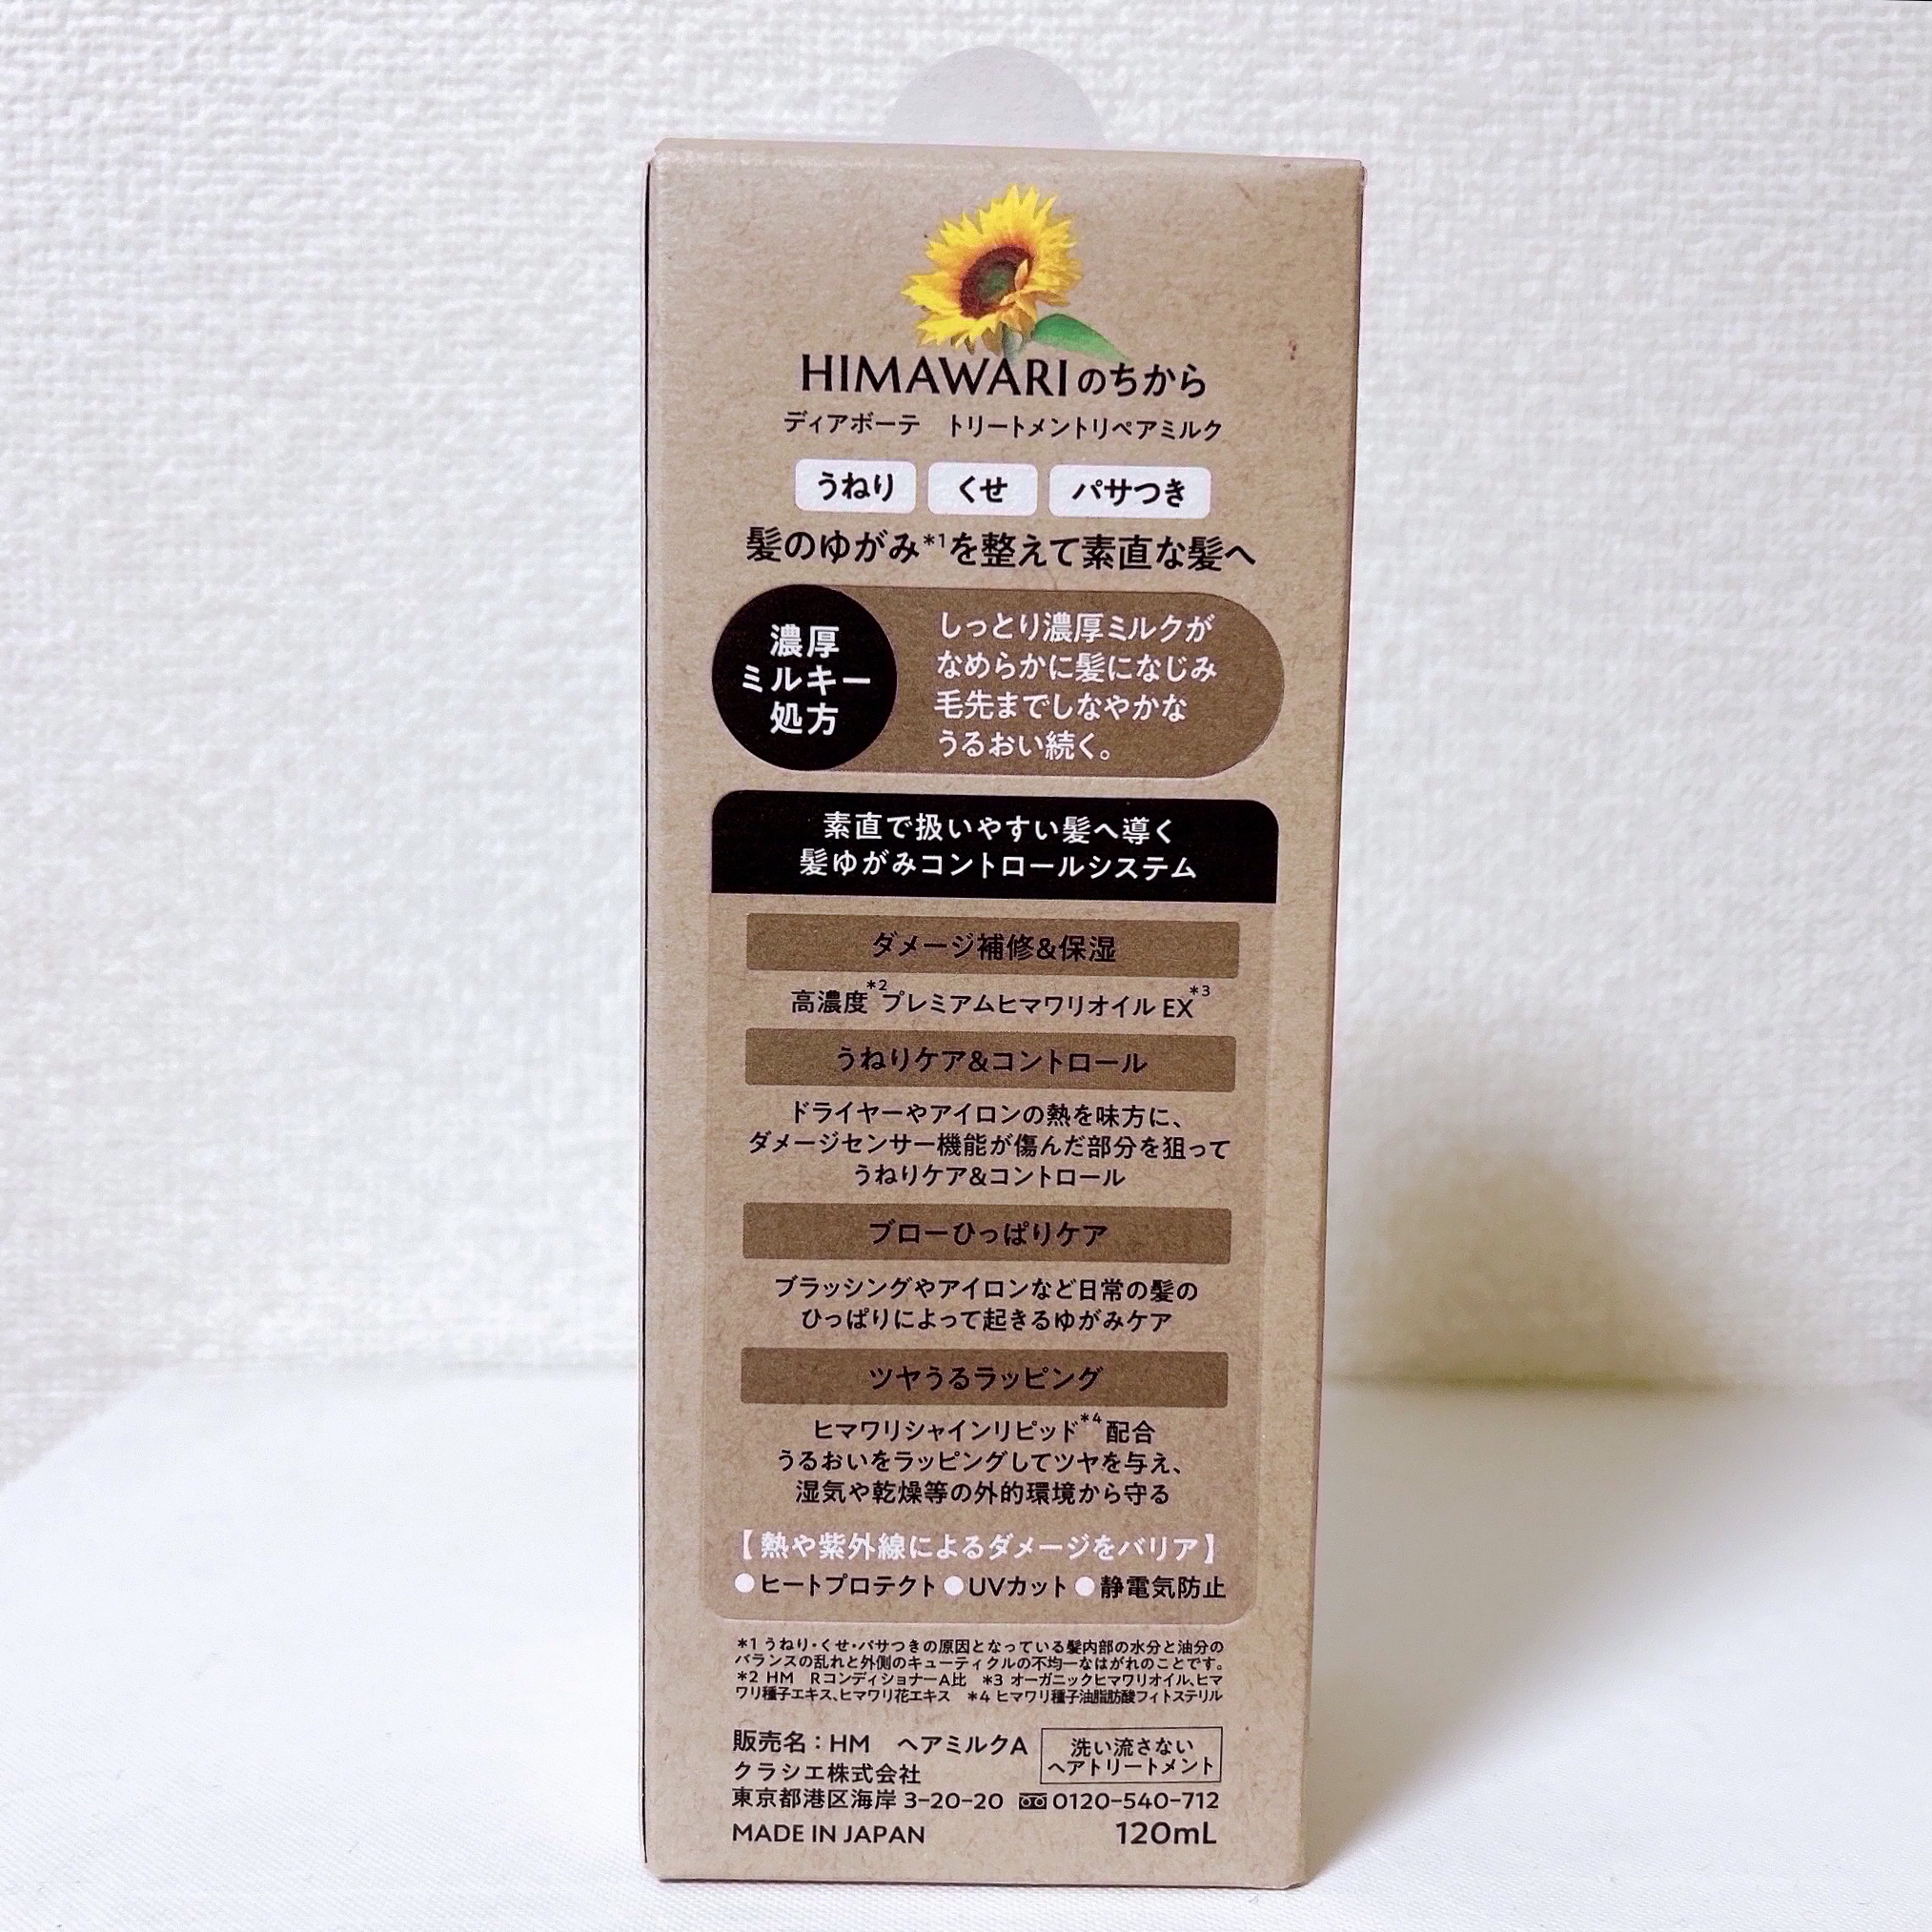 HIMAWARIのちから
ディアボーテ　トリートメントリペアミルク
うねり くせ パサつき
髪のゆがみ*1を整えて素直な髪へ
濃厚
ミルキー
処方
しっとり濃厚ミルクが
なめらかに髪になじみ
毛先までしなやかな
うるおい続く。
素直で扱いやすい髪へ導く
髪ゆがみコントロールシステム
ダメージ補修&保湿
高濃度*2プレミアムヒマワリオイルEX*3
うねりケア&コントロール
ドライヤーやアイロンの熱を味方に、
ダメージセンサー機能が傷んだ部分を狙って
うねりケア&コントロール
ブローひっぱりケア
ブラッシングやアイロンなど日常の髪の
ひっぱりによって起きるゆがみケア
ツヤうるラッピング
ヒマワリシャインリピッド*4配合
うるおいをラッピングしてツヤを与え、
湿気や乾燥等の外的環境から守る
【熱や紫外線によるダメージをバリア】
●ヒートプロテクト ●UVカット ●静電気防止
*1 うねり・くせ・パサつきの原因となっている髪内部の水分と油分の
バランスの乱れと外側のキューティクルの不均一なはがれのことです。
*2 HM　RコンディショナーA比　*3 オーガニックヒマワリオイル、ヒマ
ワリ種子エキス、ヒマワリ花エキス　*4 ヒマワリ種子油脂肪酸フィトステリル
販売名：HM　ヘアミルクA
洗い流さない
ヘアトリートメント
クラシエ株式会社
東京都港区海岸 3-20-20 0120-540-712
MADE IN JAPAN 120mL